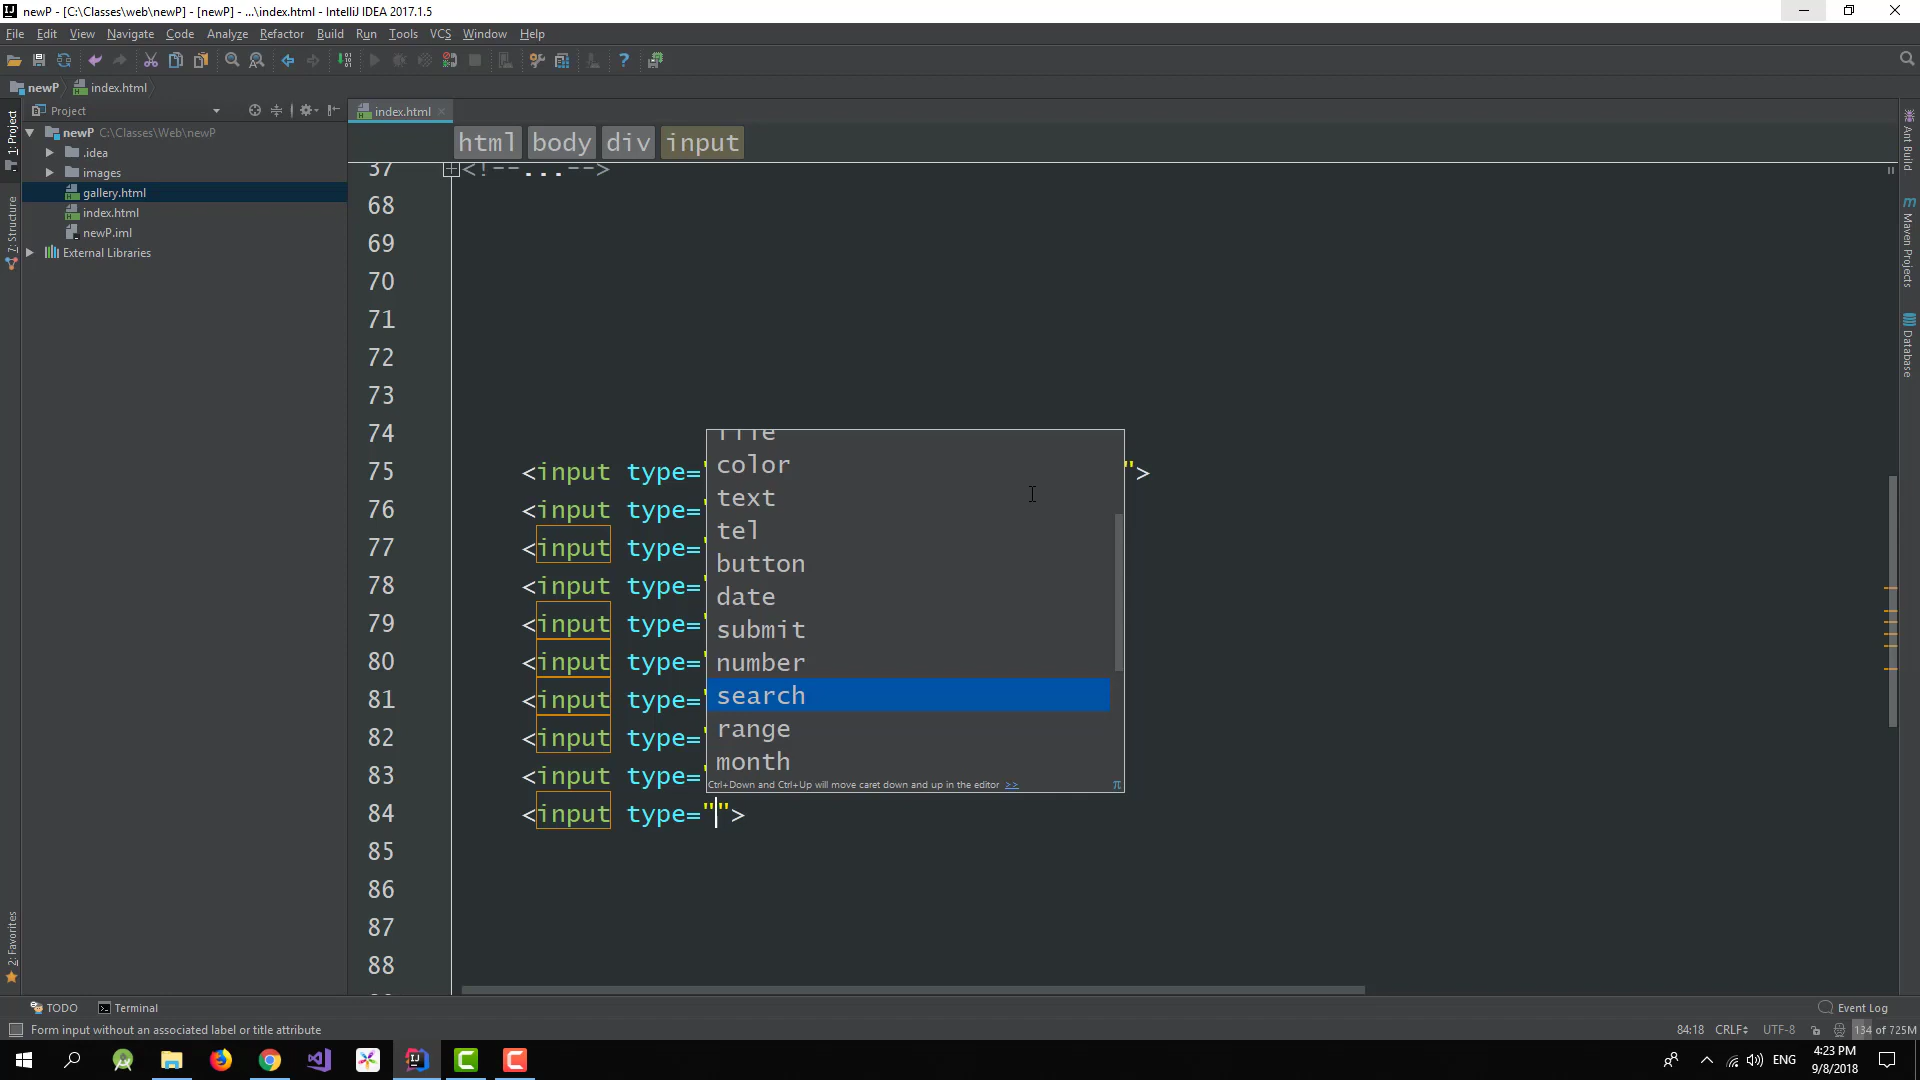 newP - [C:\Classes\web\newP] - [newP] - ...\index.html - IntelliJ IDEA 2017.1.5
File Edit View Navigate Code Analyze Refactor Build Run Tools VCS Window Help
newP index.html
Project
index.html
newP C:\Classes\Web\newP
.idea
images
gallery.html
index.html
newP.iml
External Libraries
1: Project
7: Structure
2: Favorites
Ant Build
Maven Projects
Database
html body div input
37 <!--...-->
68
69
70
71
72
73
74
75 <input type=" ">
76 <input type="
77 <input type="
78 <input type="
79 <input type="
80 <input type="
81 <input type="
82 <input type="
83 <input type="
84 <input type="">
85
86
87
88
file
color
text
tel
button
date
submit
number
search
range
month
Ctrl+Down and Ctrl+Up will move caret down and up in the editor >>
π
TODO Terminal Event Log
Form input without an associated label or title attribute 84:18 CRLF UTF-8 134 of 725M
ENG 4:23 PM
9/8/2018